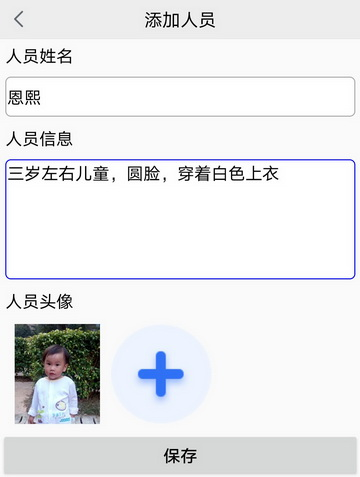 添加人员
人员姓名
恩熙
人员信息
三岁左右儿童，圆脸，穿着白色上衣
人员头像
保存